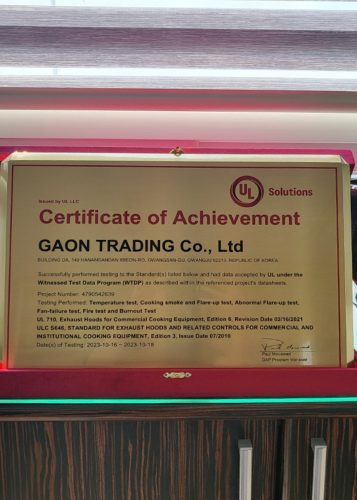 UL Solutions
Issued by UL LLC
Certificate of Achievement
GAON TRADING Co., Ltd
Successfully performed testing to the Standard(s) listed below and had data accepted by UL under the
Witnessed Test Data Program (WTDP) as described within the referenced project's datasheets.
Project Number: 4790542639
Testing Performed: Temperature test, Cooking smoke and Flare-up test, Abnormal Flare-up test,
Fan-failure test, Fire test and Burnout Test
UL 710, Exhaust Hoods for Commercial Cooking Equipment, Edition 6, Revision Date 02/16/2021
ULC S646, STANDARD FOR EXHAUST HOODS AND RELATED CONTROLS FOR COMMERCIAL AND
INSTITUTIONAL COOKING EQUIPMENT, Edition 3, Issue Date 07/2018
Date(s) of Testing: 2023-10-16 ~ 2023-10-18